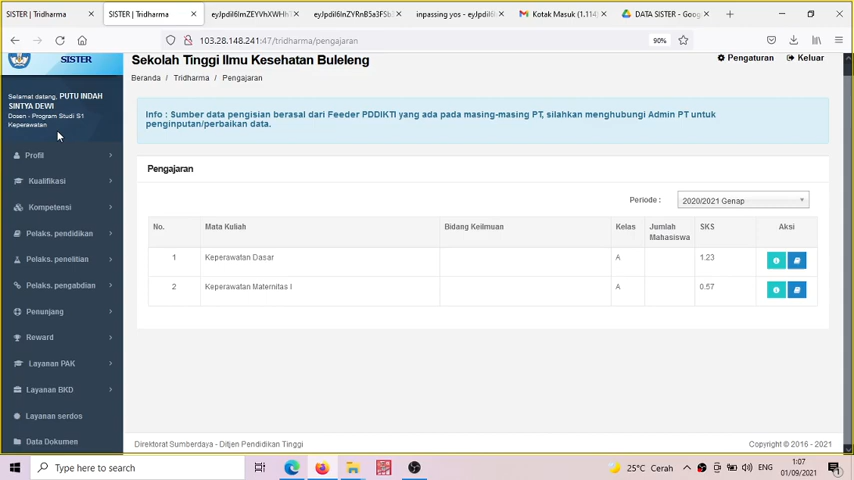 SISTER | Tridharma
SISTER | Tridharma
eyJpdiI6ImZEYVhXWHh1
eyJpdiI6InZYRnB5a3FSb
inpassing yos - eyJpdiI6
Kotak Masuk (1.114)
DATA SISTER - Goog
103.28.148.241:47/tridharma/pengajaran
90%
SISTER
Sekolah Tinggi Ilmu Kesehatan Buleleng
Pengaturan
Keluar
Beranda / Tridharma / Pengajaran
Selamat datang, PUTU INDAH
SINTYA DEWI
Dosen - Program Studi S1
Keperawatan
Info : Sumber data pengisian berasal dari Feeder PDDIKTI yang ada pada masing-masing PT, silahkan menghubungi Admin PT untuk
penginputan/perbaikan data.
Profil
Kualifikasi
Kompetensi
Pelaks. pendidikan
Pelaks. penelitian
Pelaks. pengabdian
Penunjang
Reward
Layanan PAK
Layanan BKD
Layanan serdos
Data Dokumen
Pengajaran
Periode : 2020/2021 Genap
No. Mata Kuliah Bidang Keilmuan Kelas Jumlah Mahasiswa SKS Aksi
1 Keperawatan Dasar A 1.23
2 Keperawatan Maternitas I A 0.57
Direktorat Sumberdaya - Ditjen Pendidikan Tinggi
Copyright © 2016 - 2021
Type here to search
25°C Cerah
ENG
1:07
01/09/2021